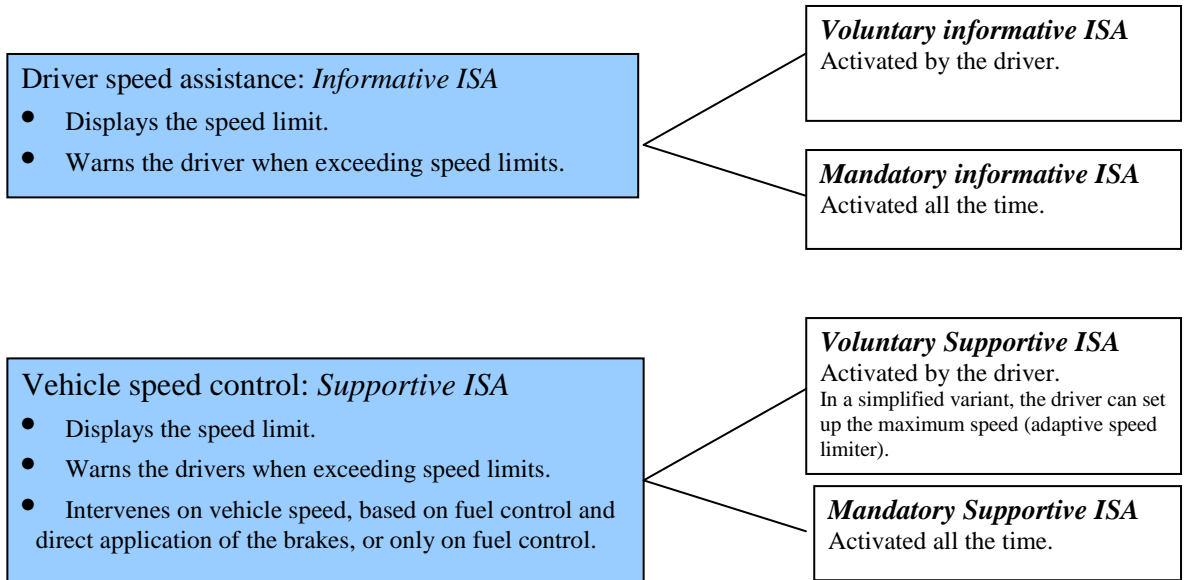 Driver speed assistance: Informative ISA
• Displays the speed limit.
• Warns the driver when exceeding speed limits.
Voluntary informative ISA
Activated by the driver.
Mandatory informative ISA
Activated all the time.
Vehicle speed control: Supportive ISA
• Displays the speed limit.
• Warns the drivers when exceeding speed limits.
• Intervenes on vehicle speed, based on fuel control and
direct application of the brakes, or only on fuel control.
Voluntary Supportive ISA
Activated by the driver.
In a simplified variant, the driver can set
up the maximum speed (adaptive speed
limiter).
Mandatory Supportive ISA
Activated all the time.